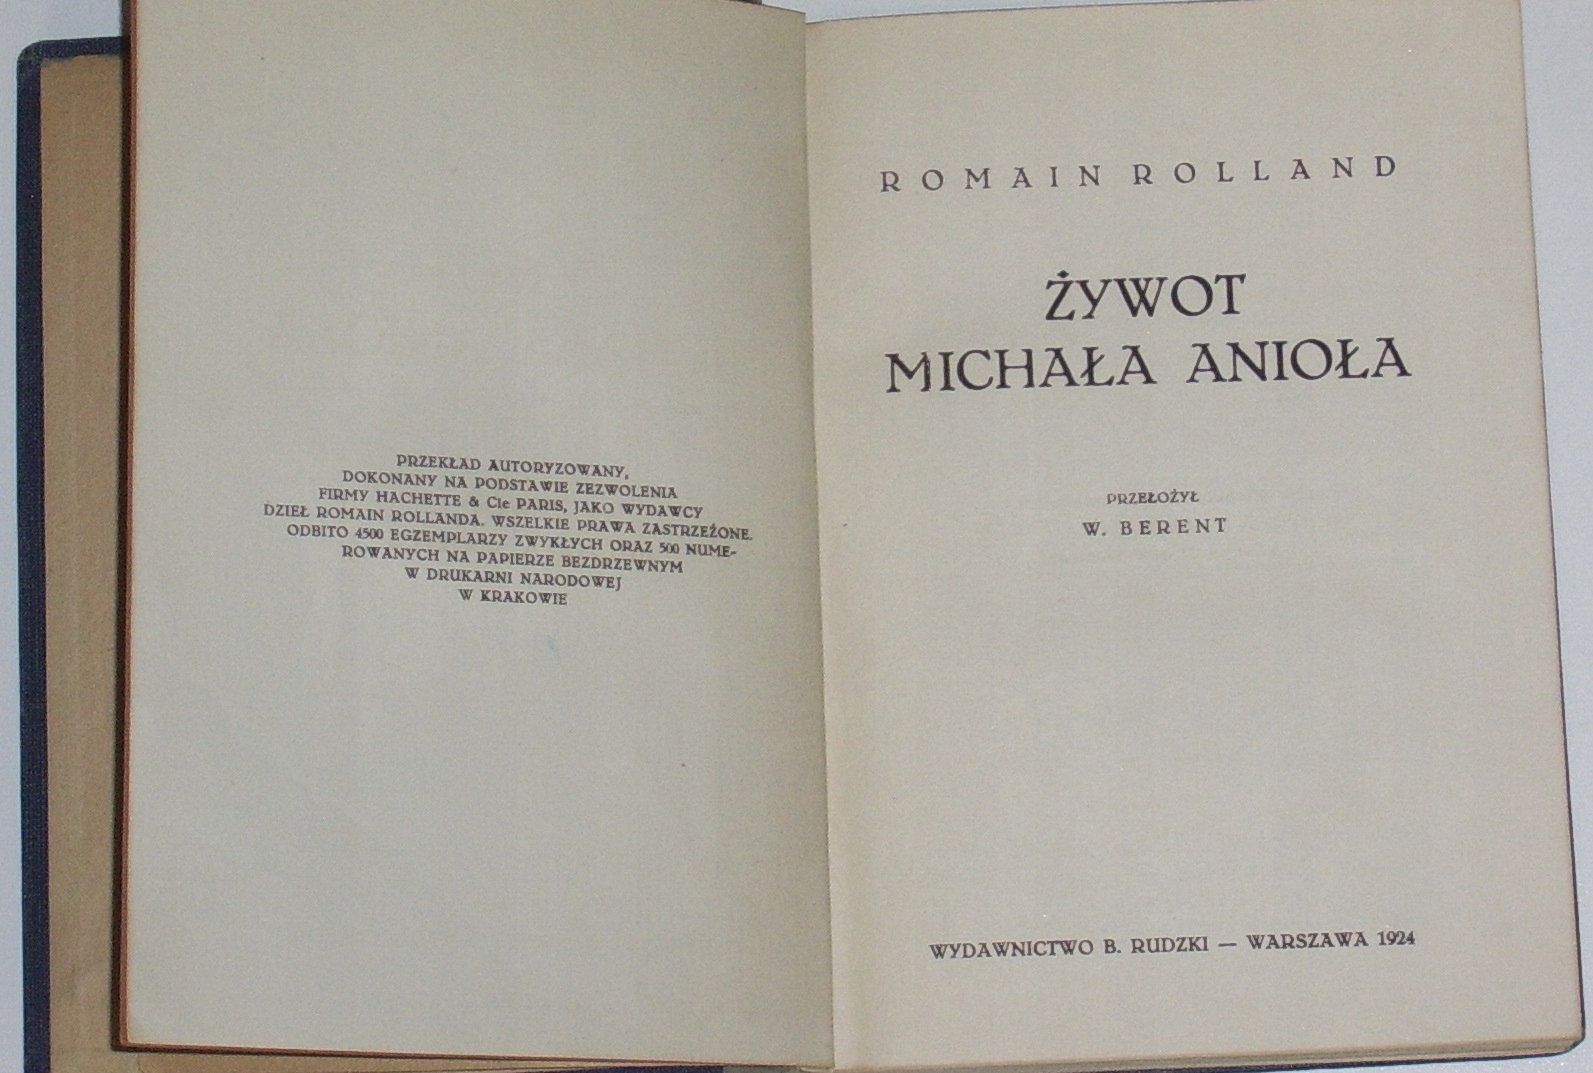 PRZEKŁAD AUTORYZOWANY,
DOKONANY NA PODSTAWIE ZEZWOLENIA
FIRMY HACHETTE & Cie PARIS, JAKO WYDAWCY
DZIEŁ ROMAIN ROLLANDA. WSZELKIE PRAWA ZASTRZEŻONE.
ODBITO 4500 EGZEMPLARZY ZWYKŁYCH ORAZ 500 NUME-
ROWANYCH NA PAPIERZE BEZDRZEWNYM
W DRUKARNI NARODOWEJ
W KRAKOWIE
ROMAIN ROLLAND
ŻYWOT
MICHAŁA ANIOŁA
PRZEŁOŻYŁ
W. BERENT
WYDAWNICTWO B. RUDZKI — WARSZAWA 1924